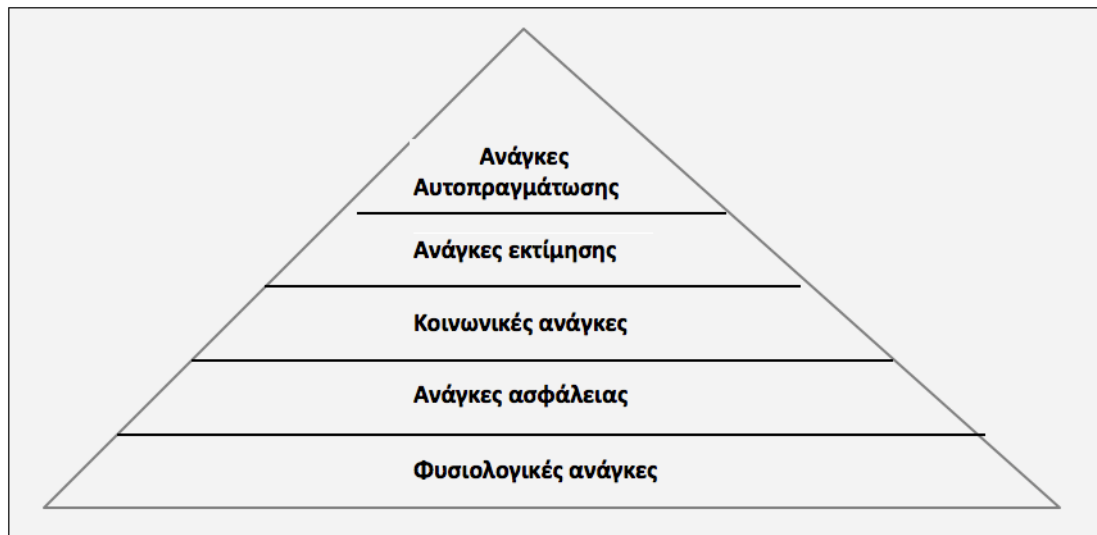 Ανάγκες
Αυτοπραγμάτωσης
Ανάγκες εκτίμησης
Κοινωνικές ανάγκες
Ανάγκες ασφάλειας
Φυσιολογικές ανάγκες